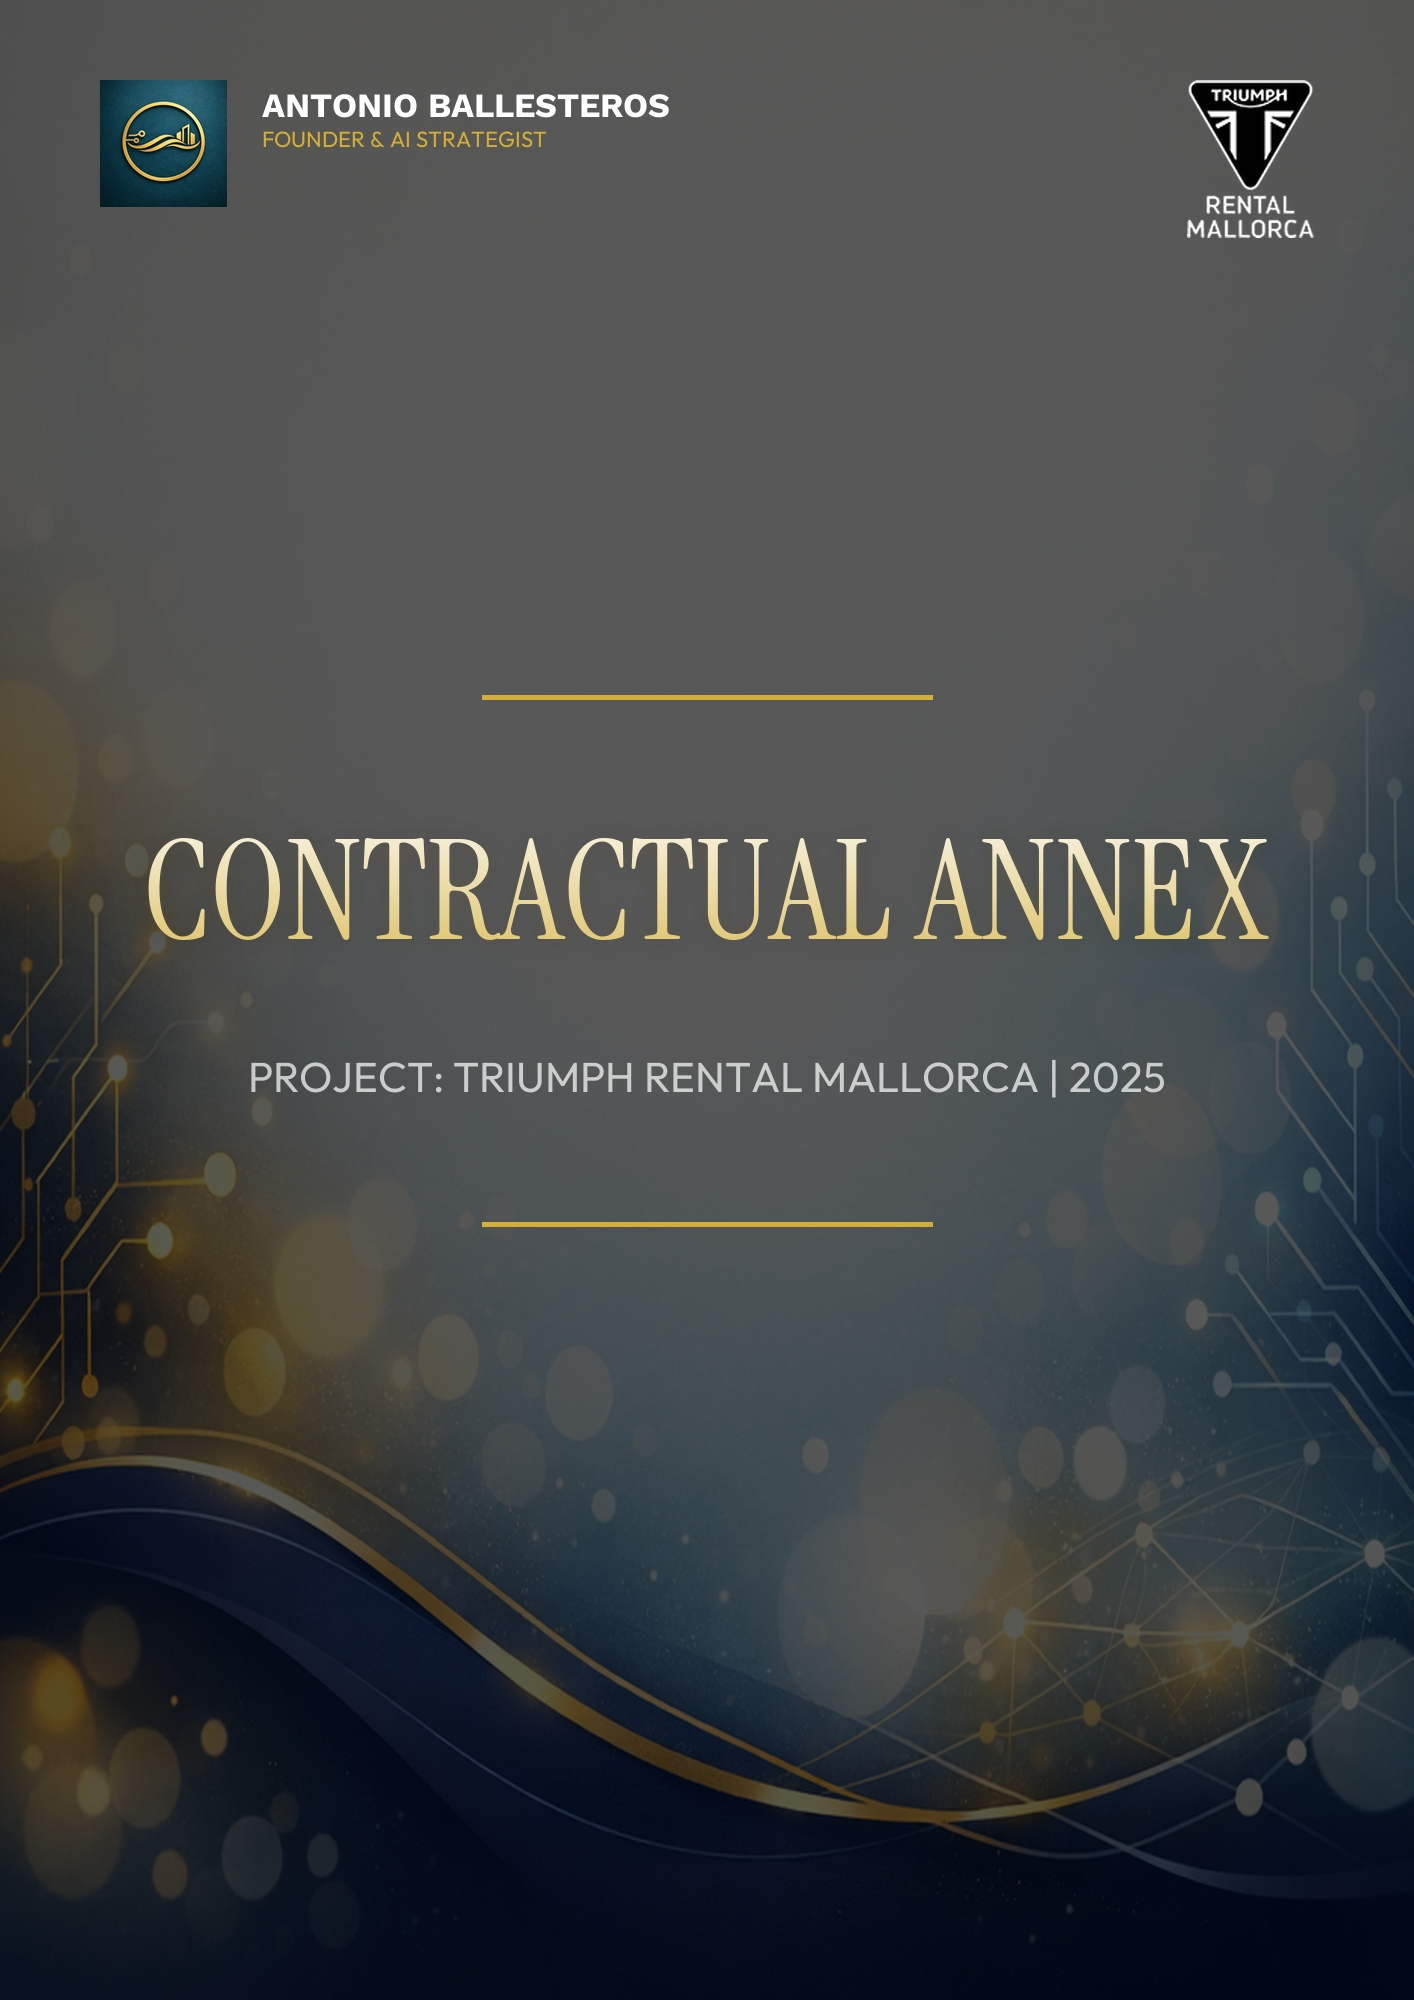 ANTONIO BALLESTEROS
FOUNDER & AI STRATEGIST
TRIUMPH
RENTAL
MALLORCA
CONTRACTUAL ANNEX
PROJECT: TRIUMPH RENTAL MALLORCA | 2025